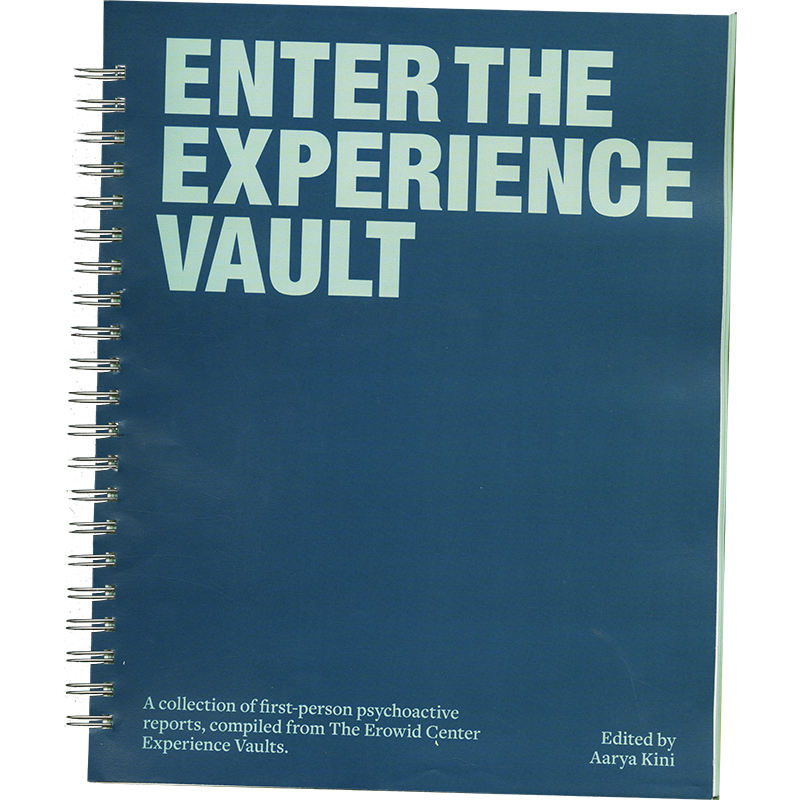 ENTER THE
EXPERIENCE
VAULT
A collection of first-person psychoactive
reports, compiled from The Erowid Center
Experience Vaults.
Edited by
Aarya Kini